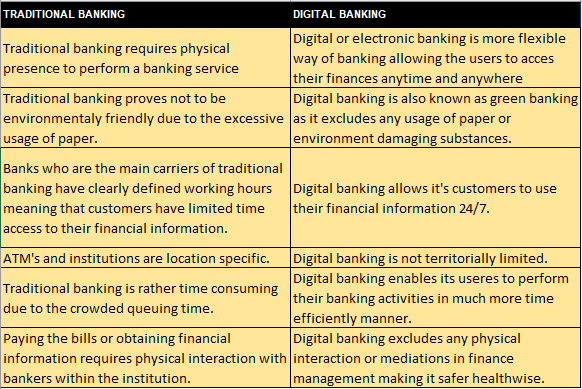 TRADITIONAL BANKING
DIGITAL BANKING
Traditional banking requires physical
presence to perform a banking service
Digital or electronic banking is more flexible
way of banking allowing the users to acces
their finances anytime and anywhere
Traditional banking proves not to be
environmentaly friendly due to the excessive
usage of paper.
Digital banking is also known as green banking
as it excludes any usage of paper or
environment damaging substances.
Banks who are the main carriers of traditional
banking have clearly defined working hours
meaning that customers have limited time
access to their financial information.
Digital banking allows it's customers to use
their financial information 24/7.
ATM's and institutions are location specific.
Digital banking is not territorially limited.
Traditional banking is rather time consuming
due to the crowded queuing time.
Digital banking enables its useres to perform
their banking activities in much more time
efficiently manner.
Paying the bills or obtaining financial
information requires physical interaction with
bankers within the institution.
Digital banking excludes any physical
interaction or mediations in finance
management making it safer healthwise.